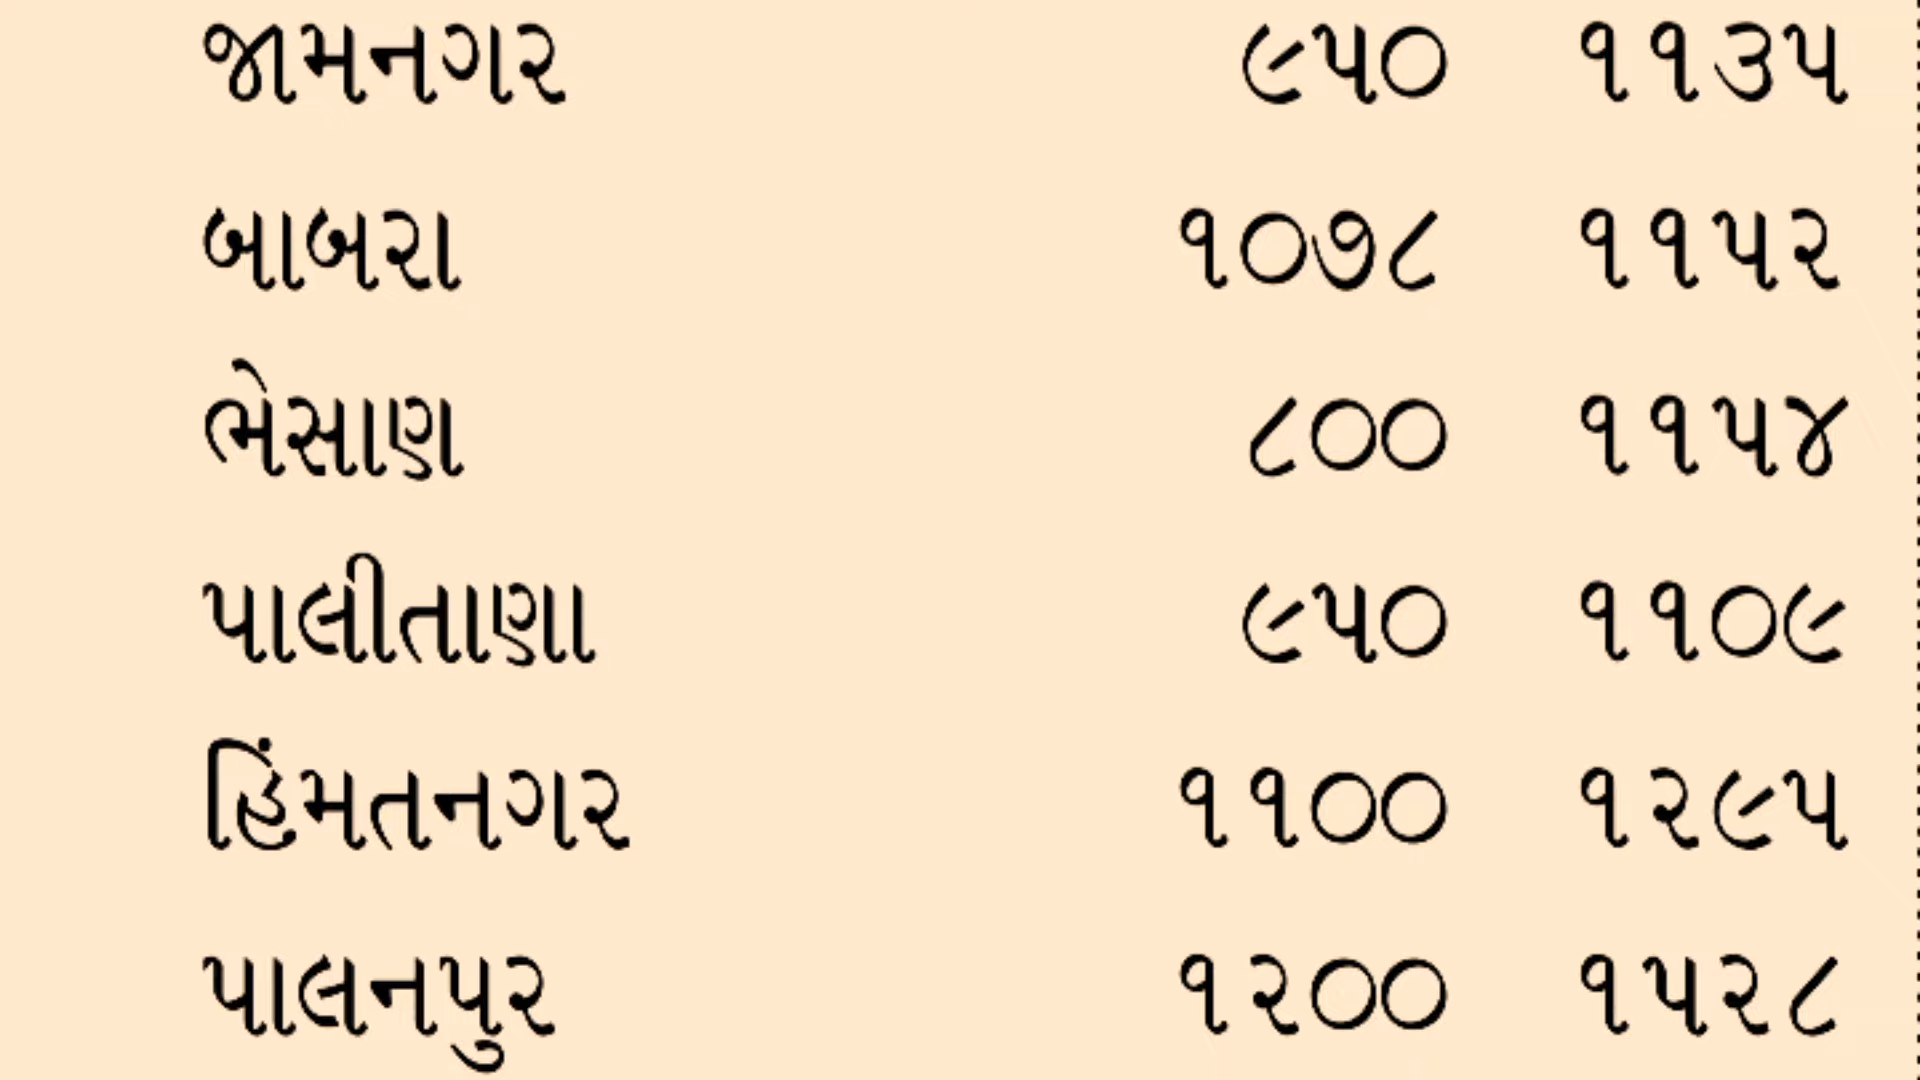 જામનગર ૯૫૦ ૧૧૩૫
બાબરા ૧૦૭૮ ૧૧૫૨
ભેસાણ ૮૦૦ ૧૧૫૪
પાલીતાણા ૯૫૦ ૧૧૦૯
હિંમતનગર ૧૧૦૦ ૧૨૯૫
પાલનપુર ૧૨૦૦ ૧૫૨૮